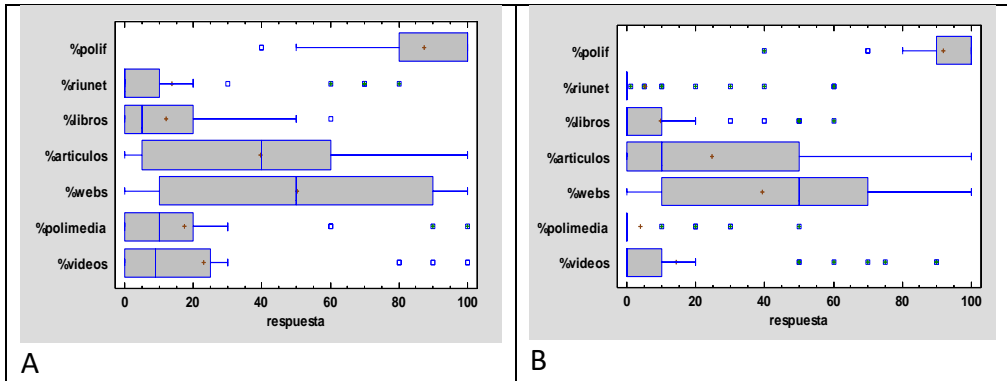 %polif
%riunet
%libros
%articulos
%webs
%polimedia
%videos
0 20 40 60 80 100
respuesta
A
%polif
%riunet
%libros
%articulos
%webs
%polimedia
%videos
0 20 40 60 80 100
respuesta
B